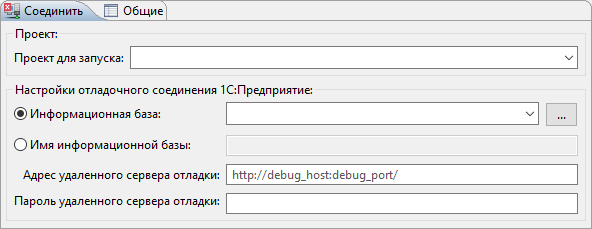 Соединить Общие
Проект:
Проект для запуска:
Настройки отладочного соединения 1С:Предприятие:
Информационная база: ...
Имя информационной базы:
Адрес удаленного сервера отладки: http://debug_host:debug_port/
Пароль удаленного сервера отладки: